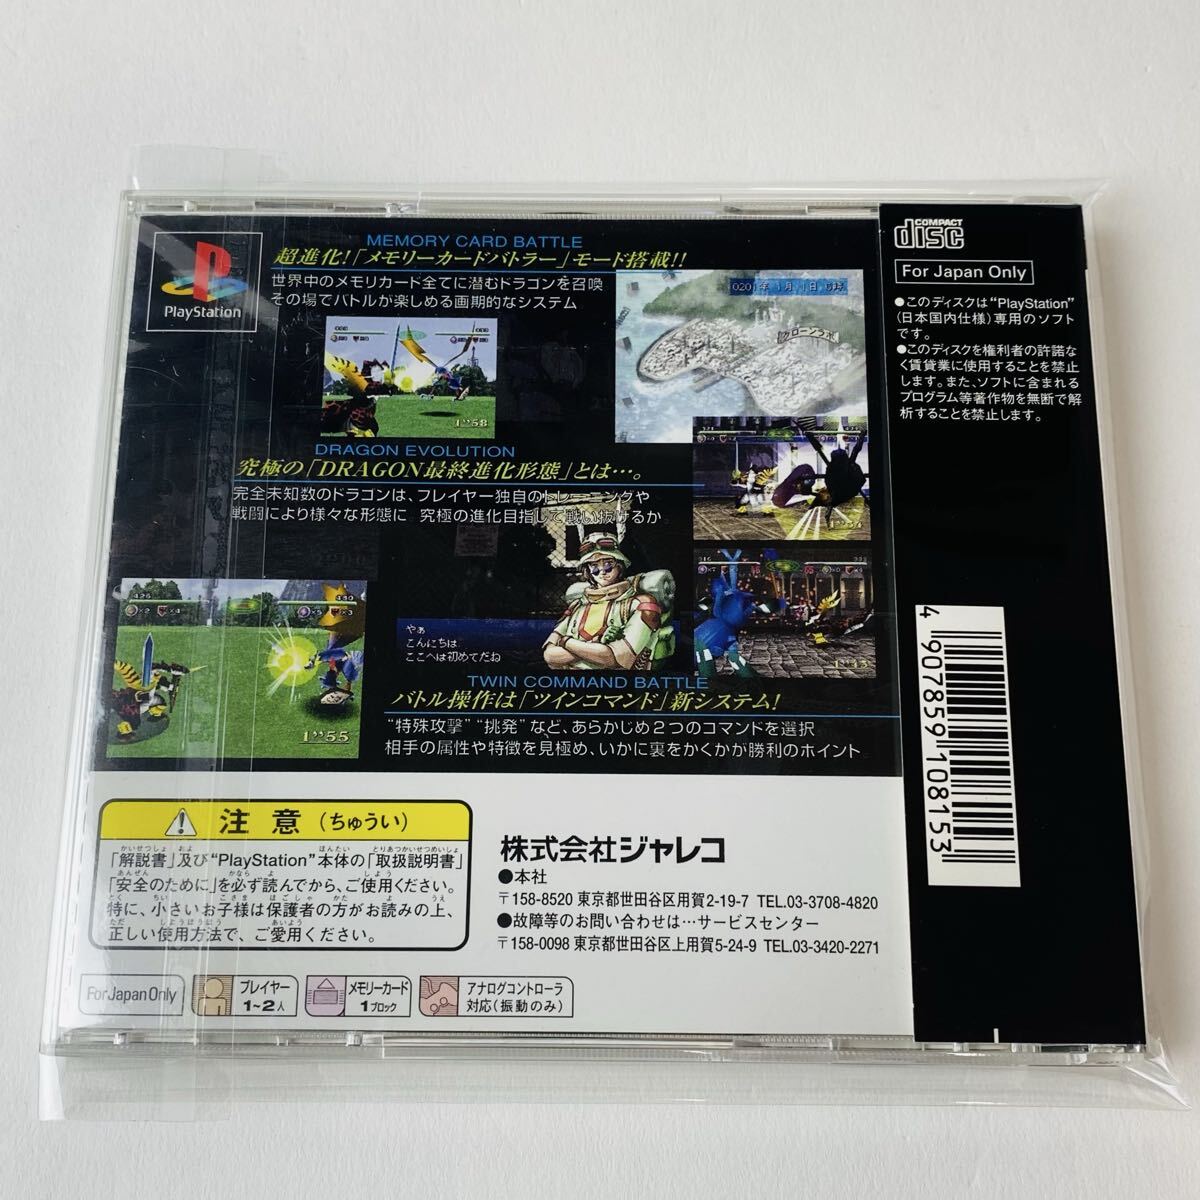 PlayStation
MEMORY CARD BATTLE
超進化!「メモリーカードバトラー」モード搭載!!
世界中のメモリカード全てに潜むドラゴンを召喚
その場でバトルが楽しめる画期的なシステム
0201年 1月 1日
クローンラボ
1"58
DRAGON EVOLUTION
究極の「DRAGON最終進化形態」とは…。
完全未知数のドラゴンは、プレイヤー独自のトレーニングや
戦闘により様々な形態に 究極の進化目指して戦い抜けるか
やぁ
こんにちは
ここへは初めてだね
1"55
1"43
TWIN COMMAND BATTLE
バトル操作は「ツインコマンド」新システム!
"特殊攻撃" "挑発" など、あらかじめ2つのコマンドを選択
相手の属性や特徴を見極め、いかに裏をかくかが勝利のポイント
注意(ちゅうい)
「解説書」及び"PlayStation"本体の「取扱説明書」
「安全のために」を必ず読んでから、ご使用ください。
特に、小さいお子様は保護者の方がお読みの上、
正しい使用方法で、ご愛用ください。
株式会社ジャレコ
●本社
〒158-8520 東京都世田谷区用賀2-19-7 TEL.03-3708-4820
●故障等のお問い合わせは…サービスセンター
〒158-0098 東京都世田谷区上用賀5-24-9 TEL.03-3420-2271
For Japan Only
プレイヤー
1~2人
メモリーカード
1ブロック
アナログコントローラ
対応(振動のみ)
COMPACT
disc
For Japan Only
●このディスクは"PlayStation"
(日本国内仕様)専用のソフト
です。
●このディスクを権利者の許諾な
く賃貸業に使用することを禁止
します。また、ソフトに含まれる
プログラム等著作物を無断で解
析することを禁止します。
4 907859 108153